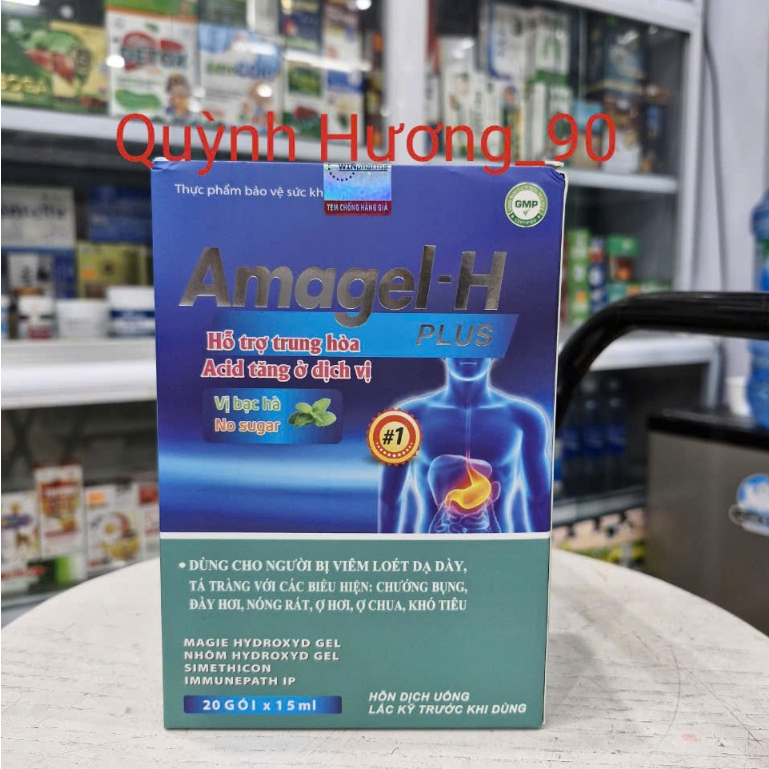 DETOX
Quỳnh Hương_90
Thực phẩm bảo vệ sức kh
TEM CHỐNG HÀNG GIẢ
GMP
Amagel-H
PLUS
Hỗ trợ trung hòa
Acid tăng ở dịch vị
Vị bạc hà
No sugar
#1
• DÙNG CHO NGƯỜI BỊ VIÊM LOÉT DẠ DÀY,
TÁ TRÀNG VỚI CÁC BIỂU HIỆN: CHƯỚNG BỤNG,
ĐẦY HƠI, NÓNG RÁT, Ợ HƠI, Ợ CHUA, KHÓ TIÊU
MAGIE HYDROXYD GEL
NHÔM HYDROXYD GEL
SIMETHICON
IMMUNEPATH IP
20 GÓI x 15ml
HỖN DỊCH UỐNG
LẮC KỸ TRƯỚC KHI DÙNG